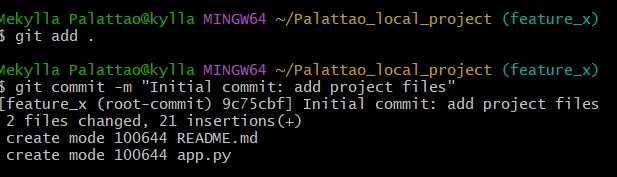 Mekylla Palattao@kylla MINGW64 ~/Palattao_local_project (feature_x)
$ git add .
Mekylla Palattao@kylla MINGW64 ~/Palattao_local_project (feature_x)
$ git commit -m "Initial commit: add project files"
[feature_x (root-commit) 9c75cbf] Initial commit: add project files
 2 files changed, 21 insertions(+)
 create mode 100644 README.md
 create mode 100644 app.py